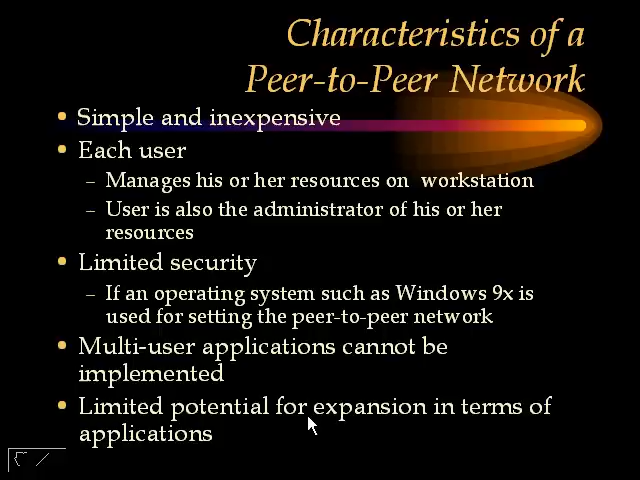 Characteristics of a
Peer-to-Peer Network
• Simple and inexpensive
• Each user
– Manages his or her resources on workstation
– User is also the administrator of his or her
resources
• Limited security
– If an operating system such as Windows 9x is
used for setting the peer-to-peer network
• Multi-user applications cannot be
implemented
• Limited potential for expansion in terms of
applications